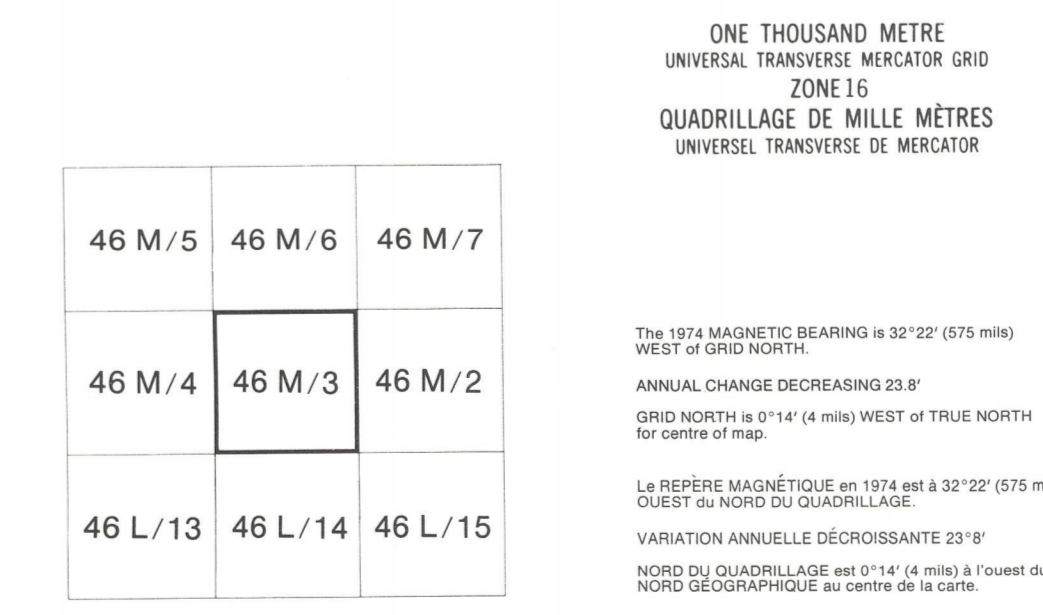 ONE THOUSAND METRE
UNIVERSAL TRANSVERSE MERCATOR GRID
ZONE 16
QUADRILLAGE DE MILLE MÈTRES
UNIVERSEL TRANSVERSE DE MERCATOR
46 M/5 46 M/6 46 M/7
46 M/4 46 M/3 46 M/2
46 L/13 46 L/14 46 L/15
The 1974 MAGNETIC BEARING is 32°22′ (575 mils)
WEST of GRID NORTH.
ANNUAL CHANGE DECREASING 23.8′
GRID NORTH is 0°14′ (4 mils) WEST of TRUE NORTH
for centre of map.
Le REPÈRE MAGNÉTIQUE en 1974 est à 32°22′ (575 m
OUEST du NORD DU QUADRILLAGE.
VARIATION ANNUELLE DÉCROISSANTE 23°8′
NORD DU QUADRILLAGE est 0°14′ (4 mils) à l'ouest du
NORD GÉOGRAPHIQUE au centre de la carte.